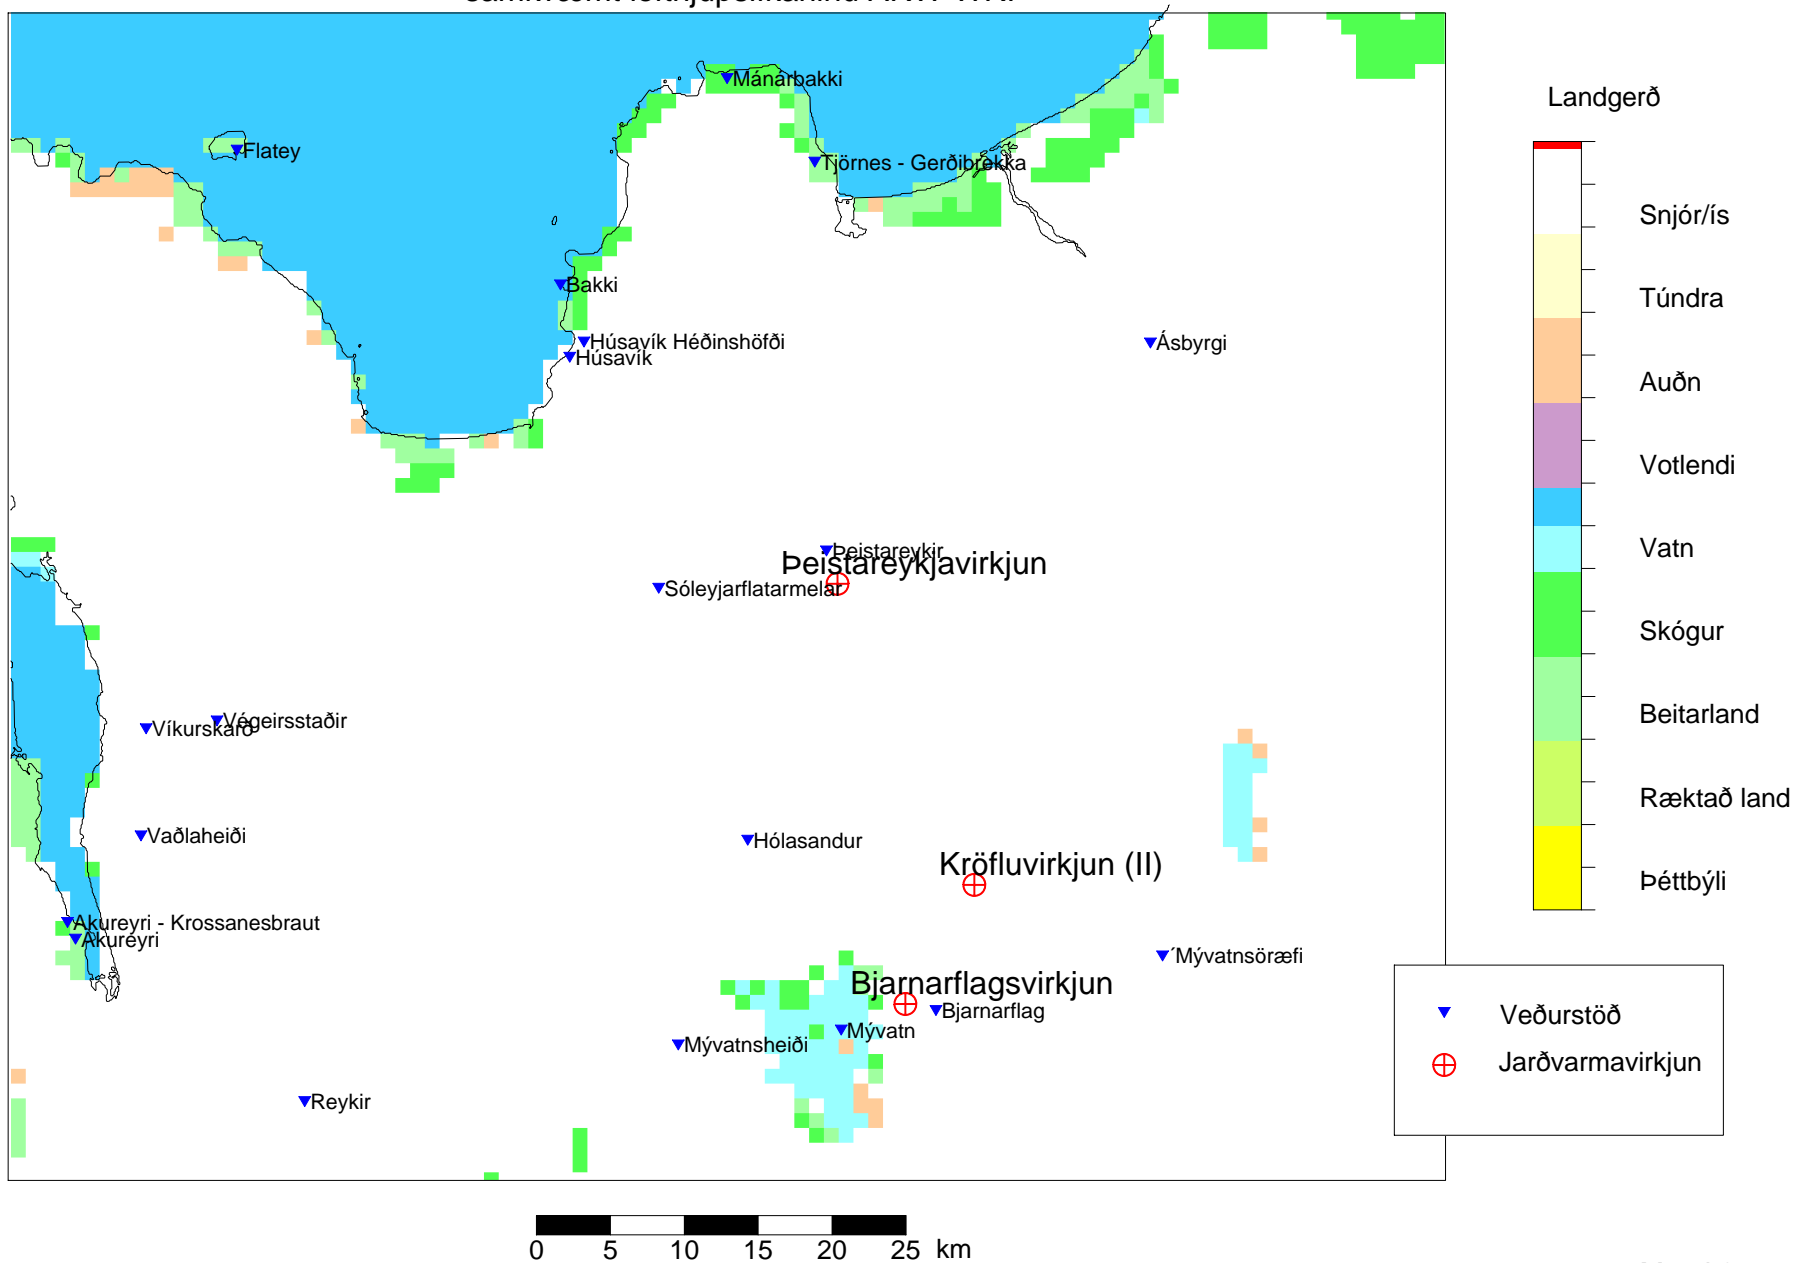 Mánárbakki
Flatey
Tjörnes - Gerðibrekka
Bakki
Húsavík Héðinshöfði
Húsavík
Ásbyrgi
Þeistareykir
Þeistareykjavirkjun
Sóleyjarflatarmelar
Végeirsstaðir
Víkurskarð
Vaðlaheiði
Hólasandur
Kröfluvirkjun (II)
Akureyri - Krossanesbraut
Akureyri
´Mývatnsöræfi
Bjarnarflagsvirkjun
Bjarnarflag
Mývatn
Mývatnsheiði
Reykir
Landgerð
Snjór/ís
Túndra
Auðn
Votlendi
Vatn
Skógur
Beitarland
Ræktað land
Þéttbýli
Veðurstöð
Jarðvarmavirkjun
0 5 10 15 20 25 km